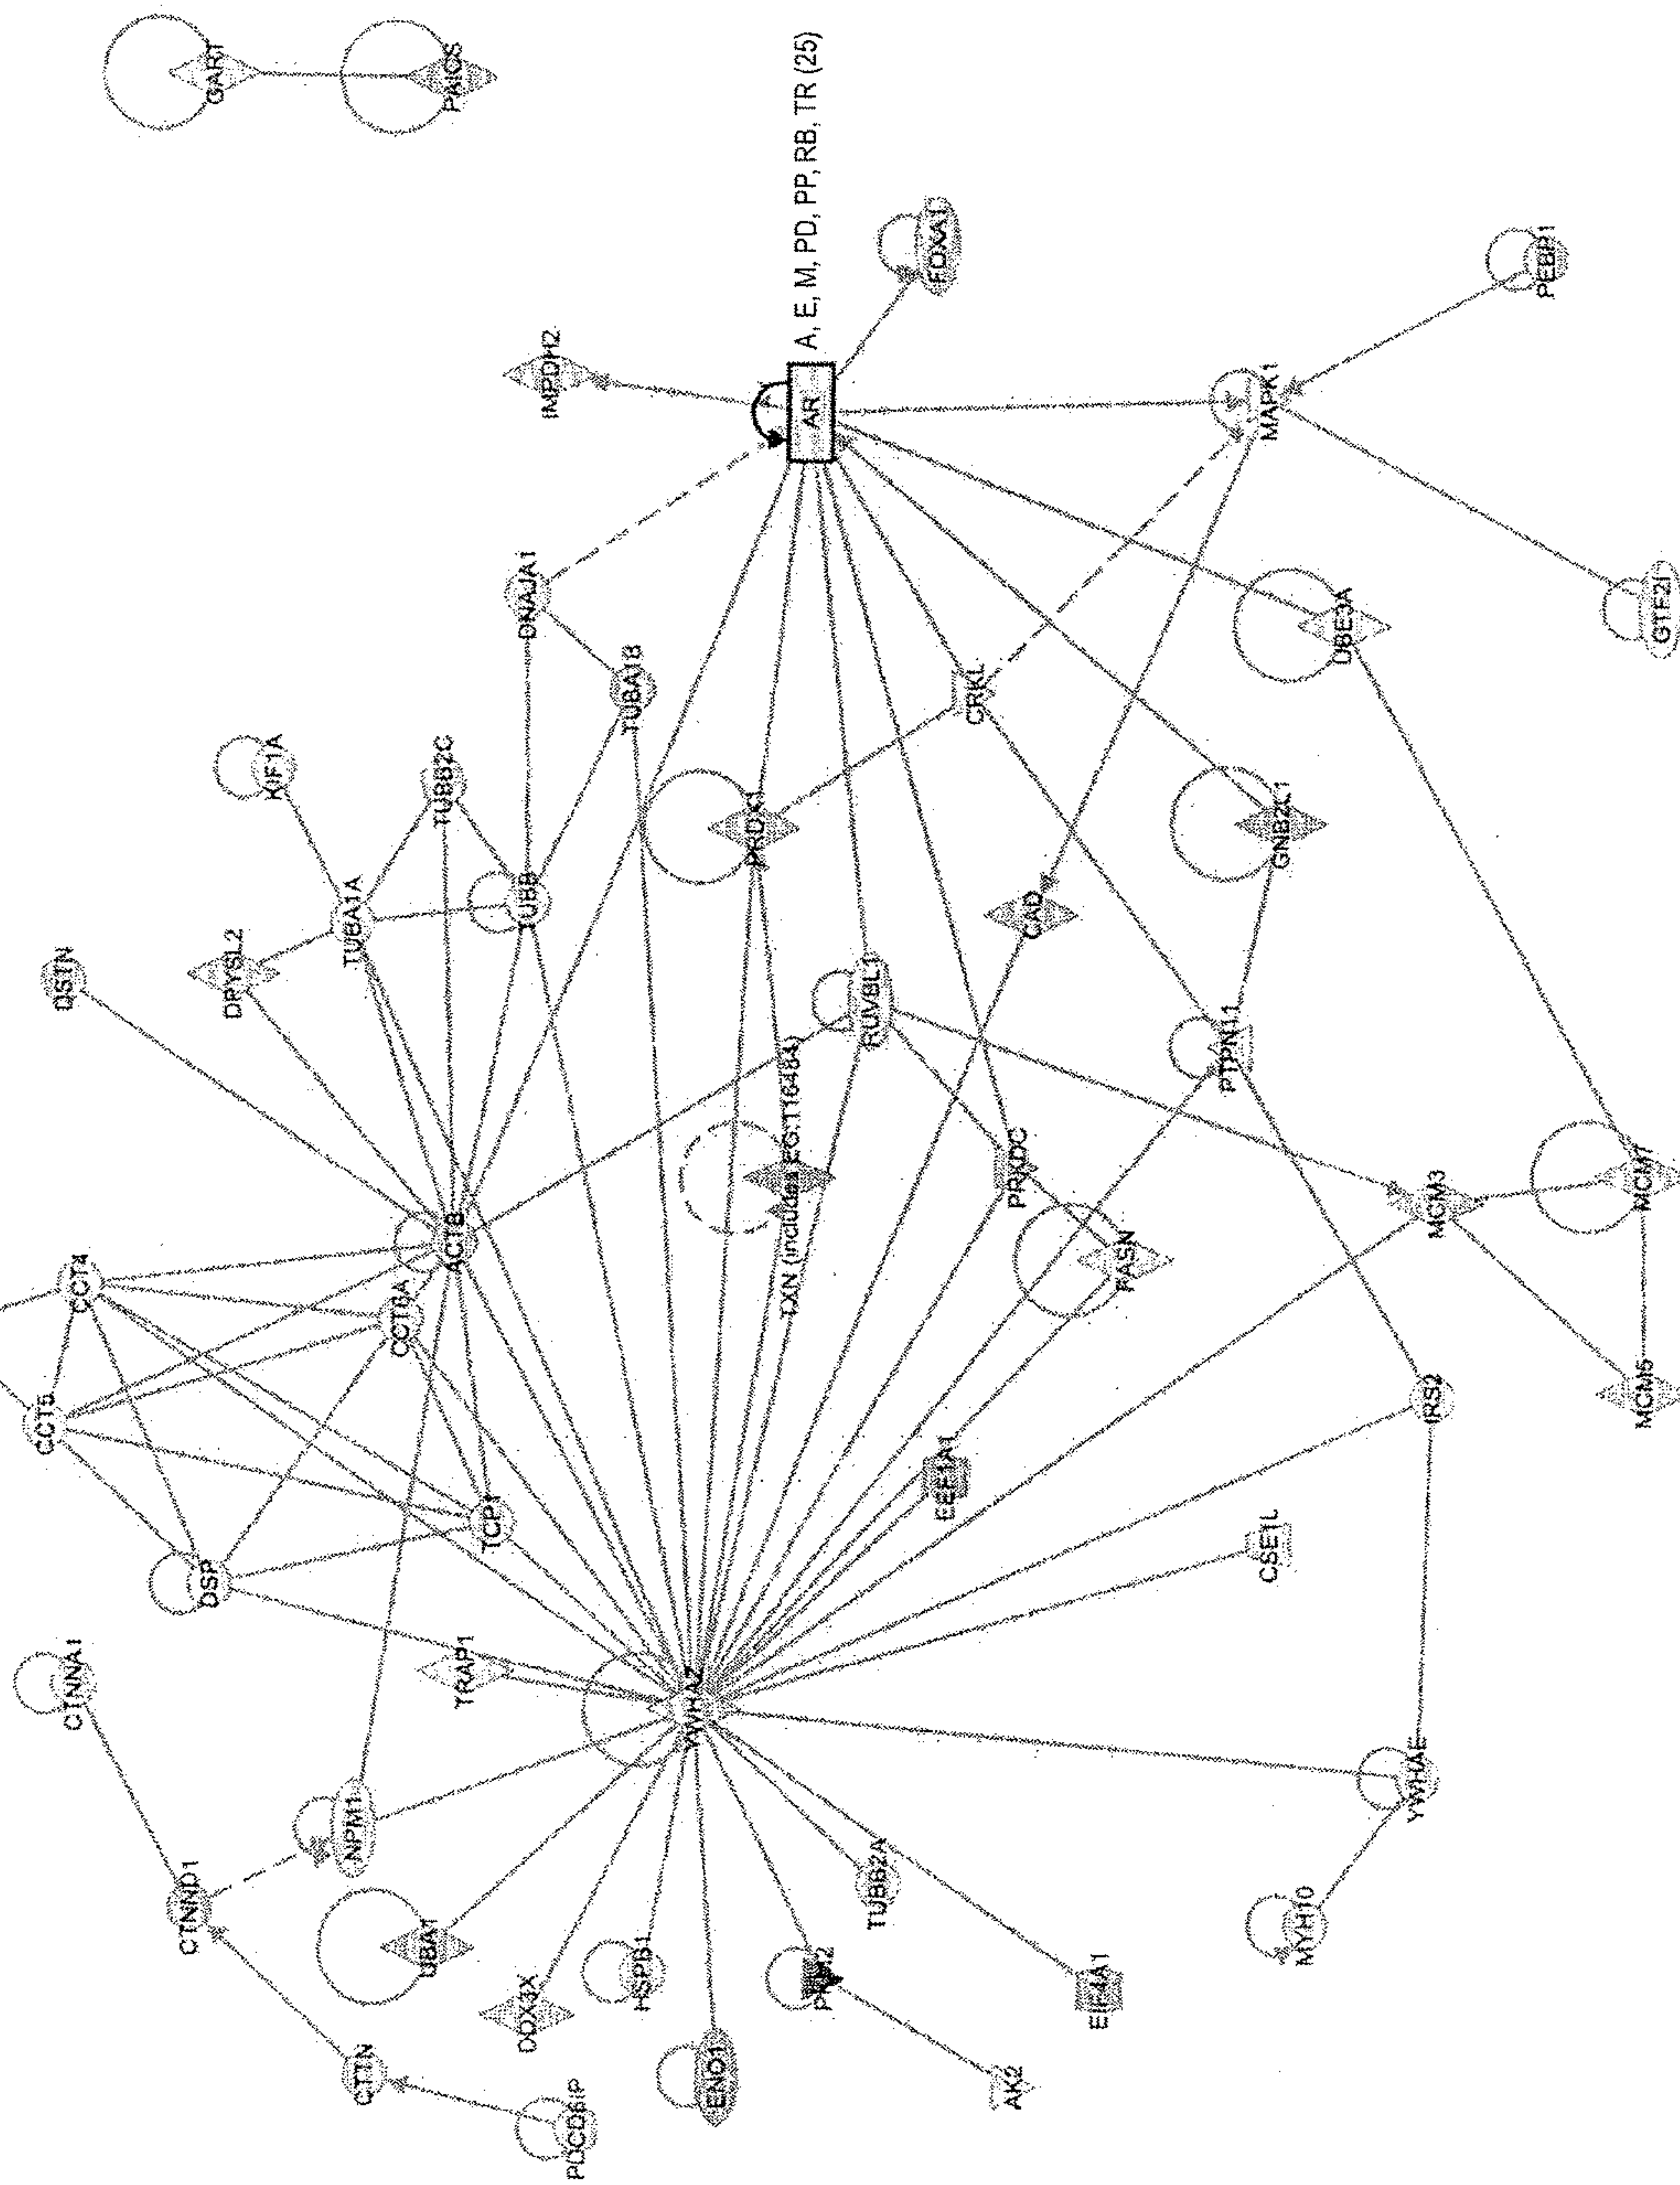 CCT5
DSTN
CTNNA1
CCT4
CTNND1
DSP
GART
DPYSL2
KIF1A
TUBA1A
NPM1
CTTN
CCT6A
UBA1
TUBB2C
PAICS
ACTB
TRAP1
TCP1
DDX3X
TUBB
DNAJA1
IMPDH2
PDCD6IP
TUBA1B
HSPB1
YWHAZ
ENO1
PRDX1
TXN (includes EG:116484)
AR A, E, M, PD, PP, RB, TR (25)
PKM2
RUVBL1
TUBB2A
FOXA1
EEF1A1
CRKL
AK2
PRKDC
CAD
EIF4A1
FASN
PTPN11
CSE1L
MAPK1
GNB2L1
MYH10
UBE3A
YWHAE
IRS2
MCM3
PEBP1
MCM5
MCM7
GTF2I